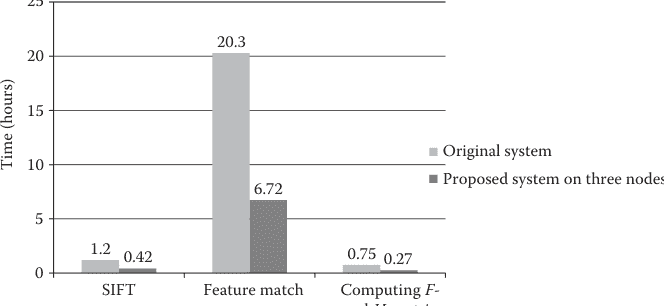 25
20.3
20
Time (hours)
15
Original system
10
Proposed system on three nodes
6.72
5
1.2
0.42
0.75
0.27
0
SIFT
Feature match
Computing F-